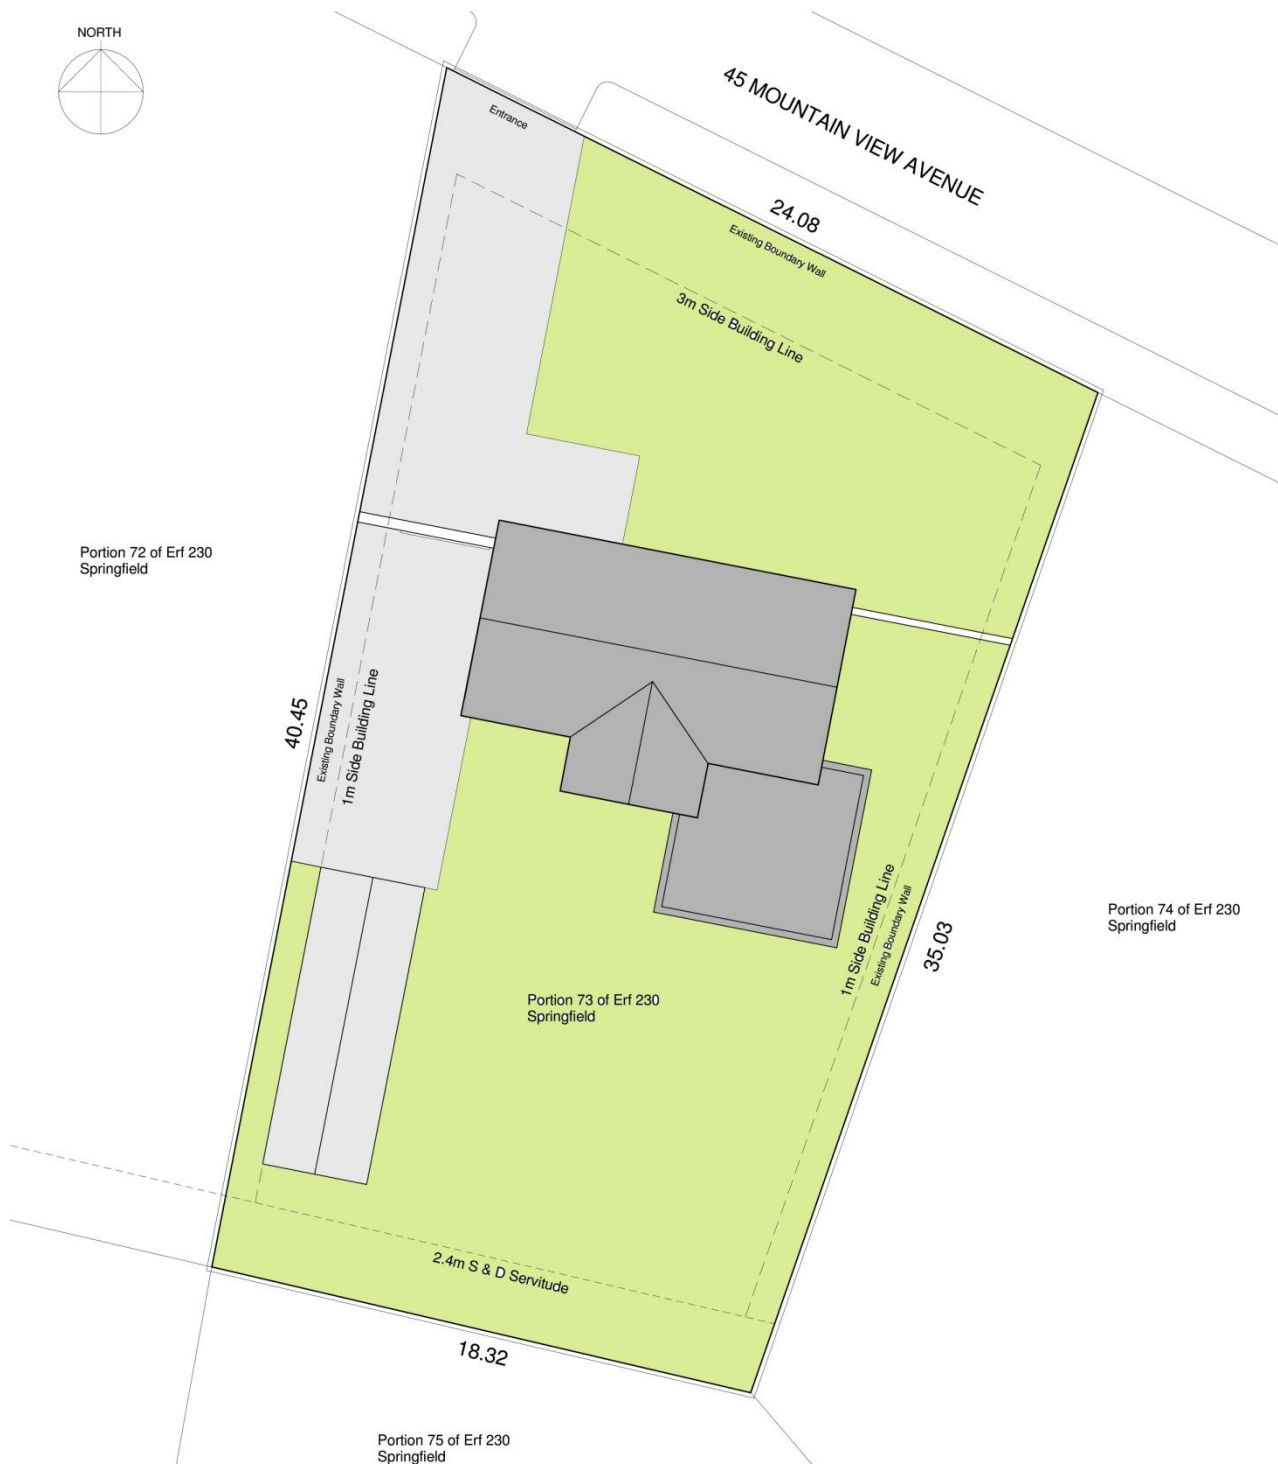 NORTH
Entrance
45 MOUNTAIN VIEW AVENUE
24.08
Existing Boundary Wall
3m Side Building Line
Portion 72 of Erf 230
Springfield
40.45
Existing Boundary Wall
1m Side Building Line
1m Side Building Line
Existing Boundary Wall
35.03
Portion 74 of Erf 230
Springfield
Portion 73 of Erf 230
Springfield
2.4m S & D Servitude
18.32
Portion 75 of Erf 230
Springfield